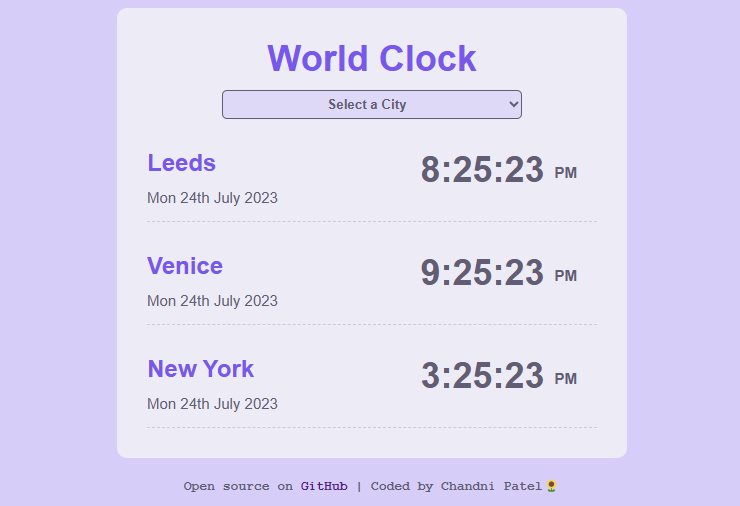 World Clock
Select a City
Leeds
8:25:23 PM
Mon 24th July 2023
Venice
9:25:23 PM
Mon 24th July 2023
New York
3:25:23 PM
Mon 24th July 2023
Open source on GitHub | Coded by Chandni Patel🌻